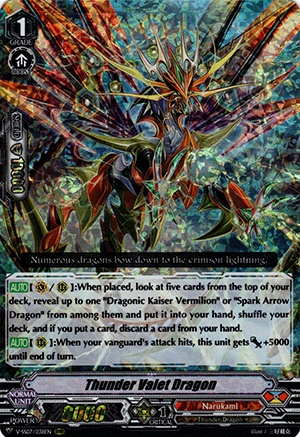 1
GRADE
BOOST
Numerous dragons bow down to the crimson lightning.
AUTO [ ]:When placed, look at five cards from the top of your
deck, reveal up to one "Dragonic Kaiser Vermilion" or "Spark Arrow
Dragon" from among them and put it into your hand, shuffle your
deck, and if you put a card, discard a card from your hand.
AUTO [ ]:When your vanguard's attack hits, this unit gets +5000
until end of turn.
Thunder Valet Dragon
NORMAL
UNIT
POWER
1
CRITICAL
Narukami
Thunder Dragon
V-SS07/031EN